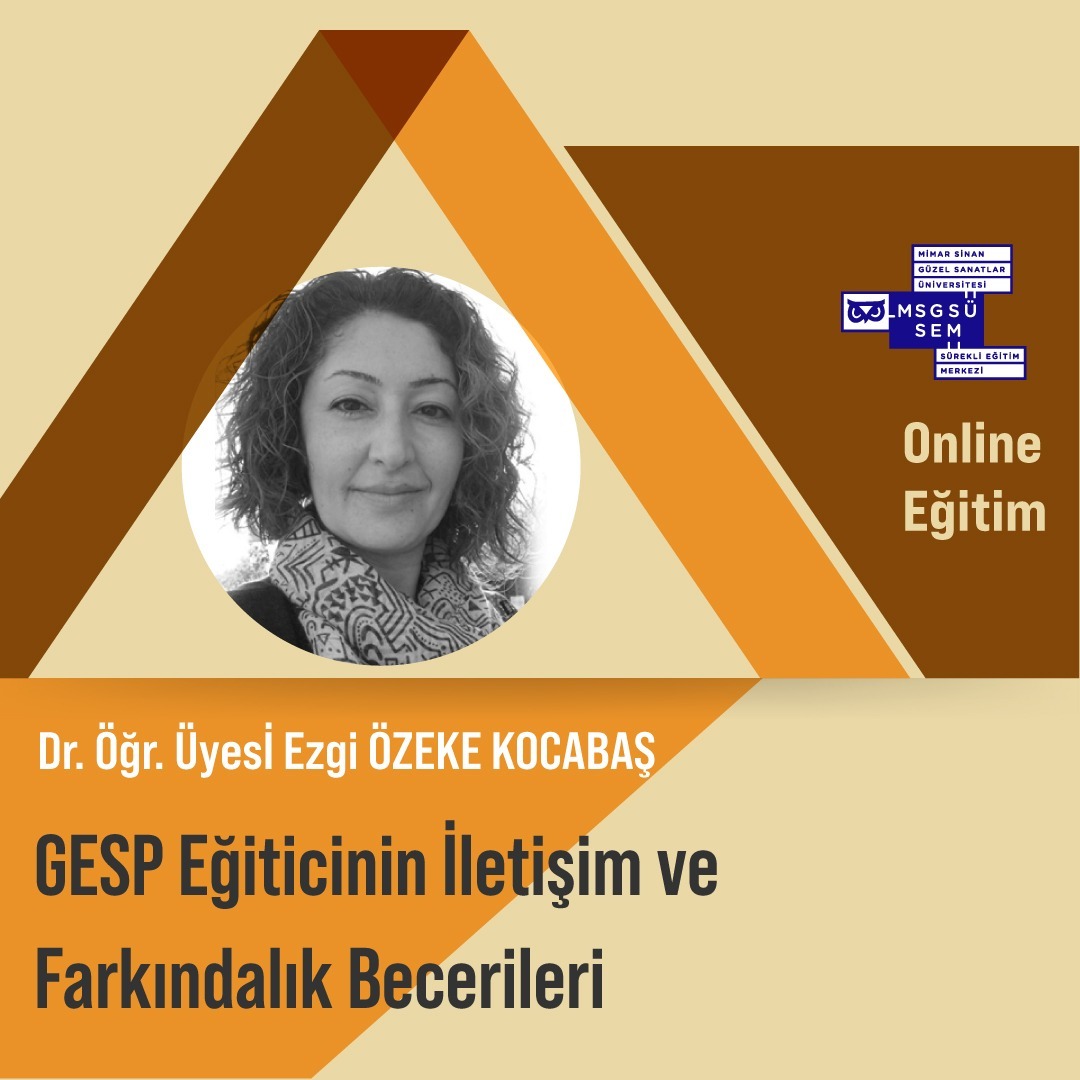 MİMAR SİNAN
GÜZEL SANATLAR
ÜNİVERSİTESİ
MSGSÜ
SEM
SÜREKLİ EĞİTİM
MERKEZİ
Online
Eğitim
Dr. Öğr. Üyesİ Ezgi ÖZEKE KOCABAŞ
GESP Eğiticinin İletişim ve
Farkındalık Becerileri